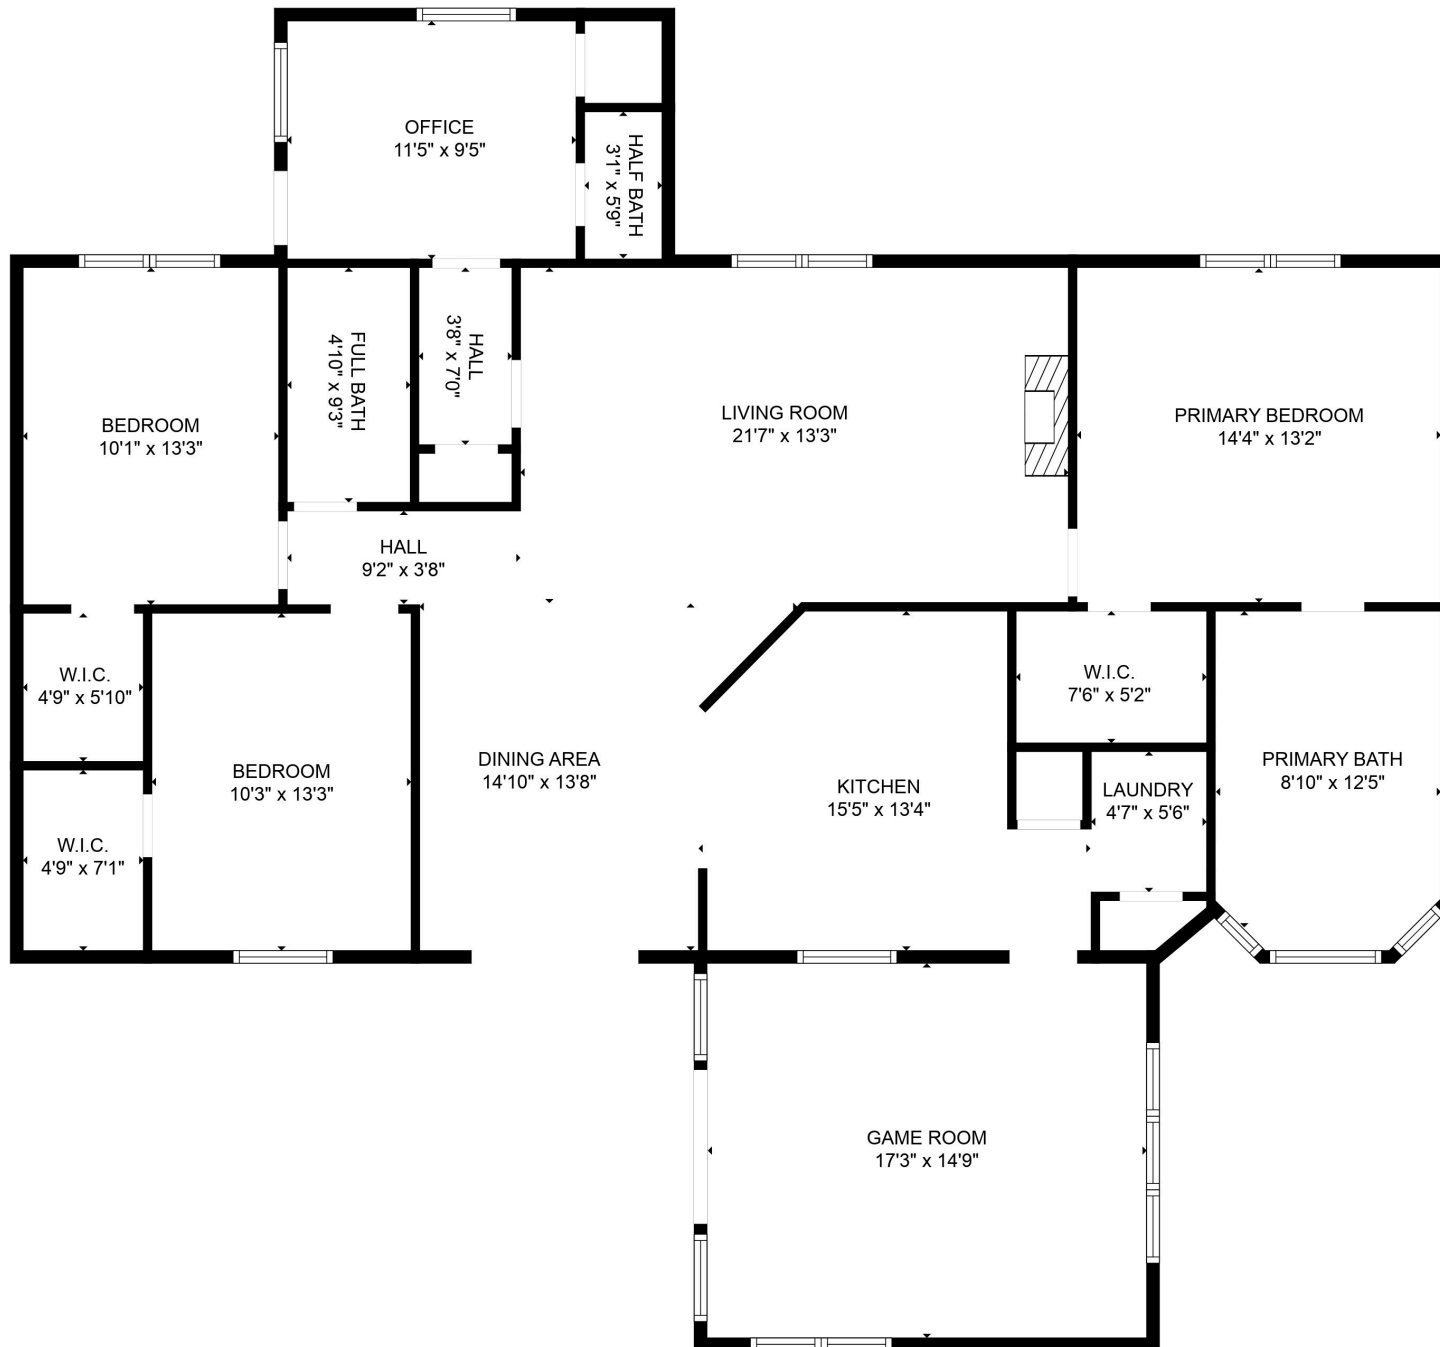 OFFICE
11'5" x 9'5"
HALF BATH
3'1" x 5'9"
BEDROOM
10'1" x 13'3"
FULL BATH
4'10" x 9'3"
HALL
3'8" x 7'0"
LIVING ROOM
21'7" x 13'3"
PRIMARY BEDROOM
14'4" x 13'2"
HALL
9'2" x 3'8"
W.I.C.
4'9" x 5'10"
BEDROOM
10'3" x 13'3"
DINING AREA
14'10" x 13'8"
KITCHEN
15'5" x 13'4"
W.I.C.
7'6" x 5'2"
LAUNDRY
4'7" x 5'6"
PRIMARY BATH
8'10" x 12'5"
W.I.C.
4'9" x 7'1"
GAME ROOM
17'3" x 14'9"